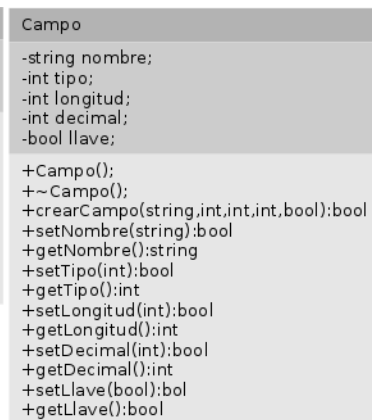 Campo
-string nombre;
-int tipo;
-int longitud;
-int decimal;
-bool llave;
+Campo();
+~Campo();
+crearCampo(string,int,int,int,bool):bool
+setNombre(string):bool
+getNombre():string
+setTipo(int):bool
+getTipo():int
+setLongitud(int):bool
+getLongitud():int
+setDecimal(int):bool
+getDecimal():int
+setLlave(bool):bol
+getLlave():bool